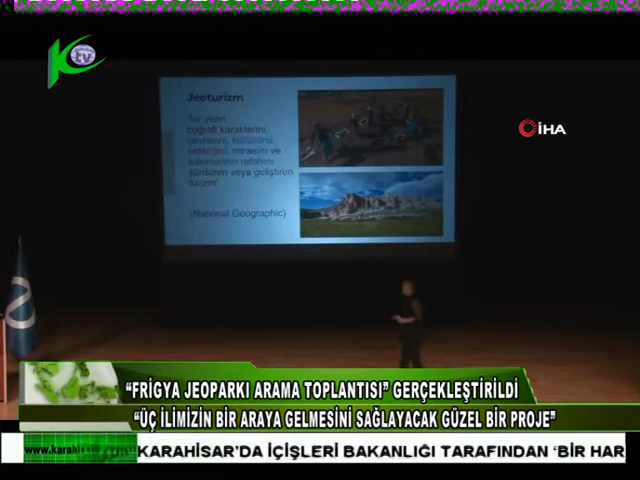 K tv
İHA
Jeoturizm
'bir yerin
coğrafi karakterini,
çevresini, kültürünü,
estetiğini, mirasını ve
sakinlerinin refahını
sürdüren veya geliştiren
turizm'
(National Geographic)
"FRİGYA JEOPARKI ARAMA TOPLANTISI" GERÇEKLEŞTİRİLDİ
"ÜÇ İLİMİZİN BİR ARAYA GELMESİNİ SAĞLAYACAK GÜZEL BİR PROJE"
KARAHİSAR'DA İÇİŞLERİ BAKANLIĞI TARAFINDAN 'BİR HAR